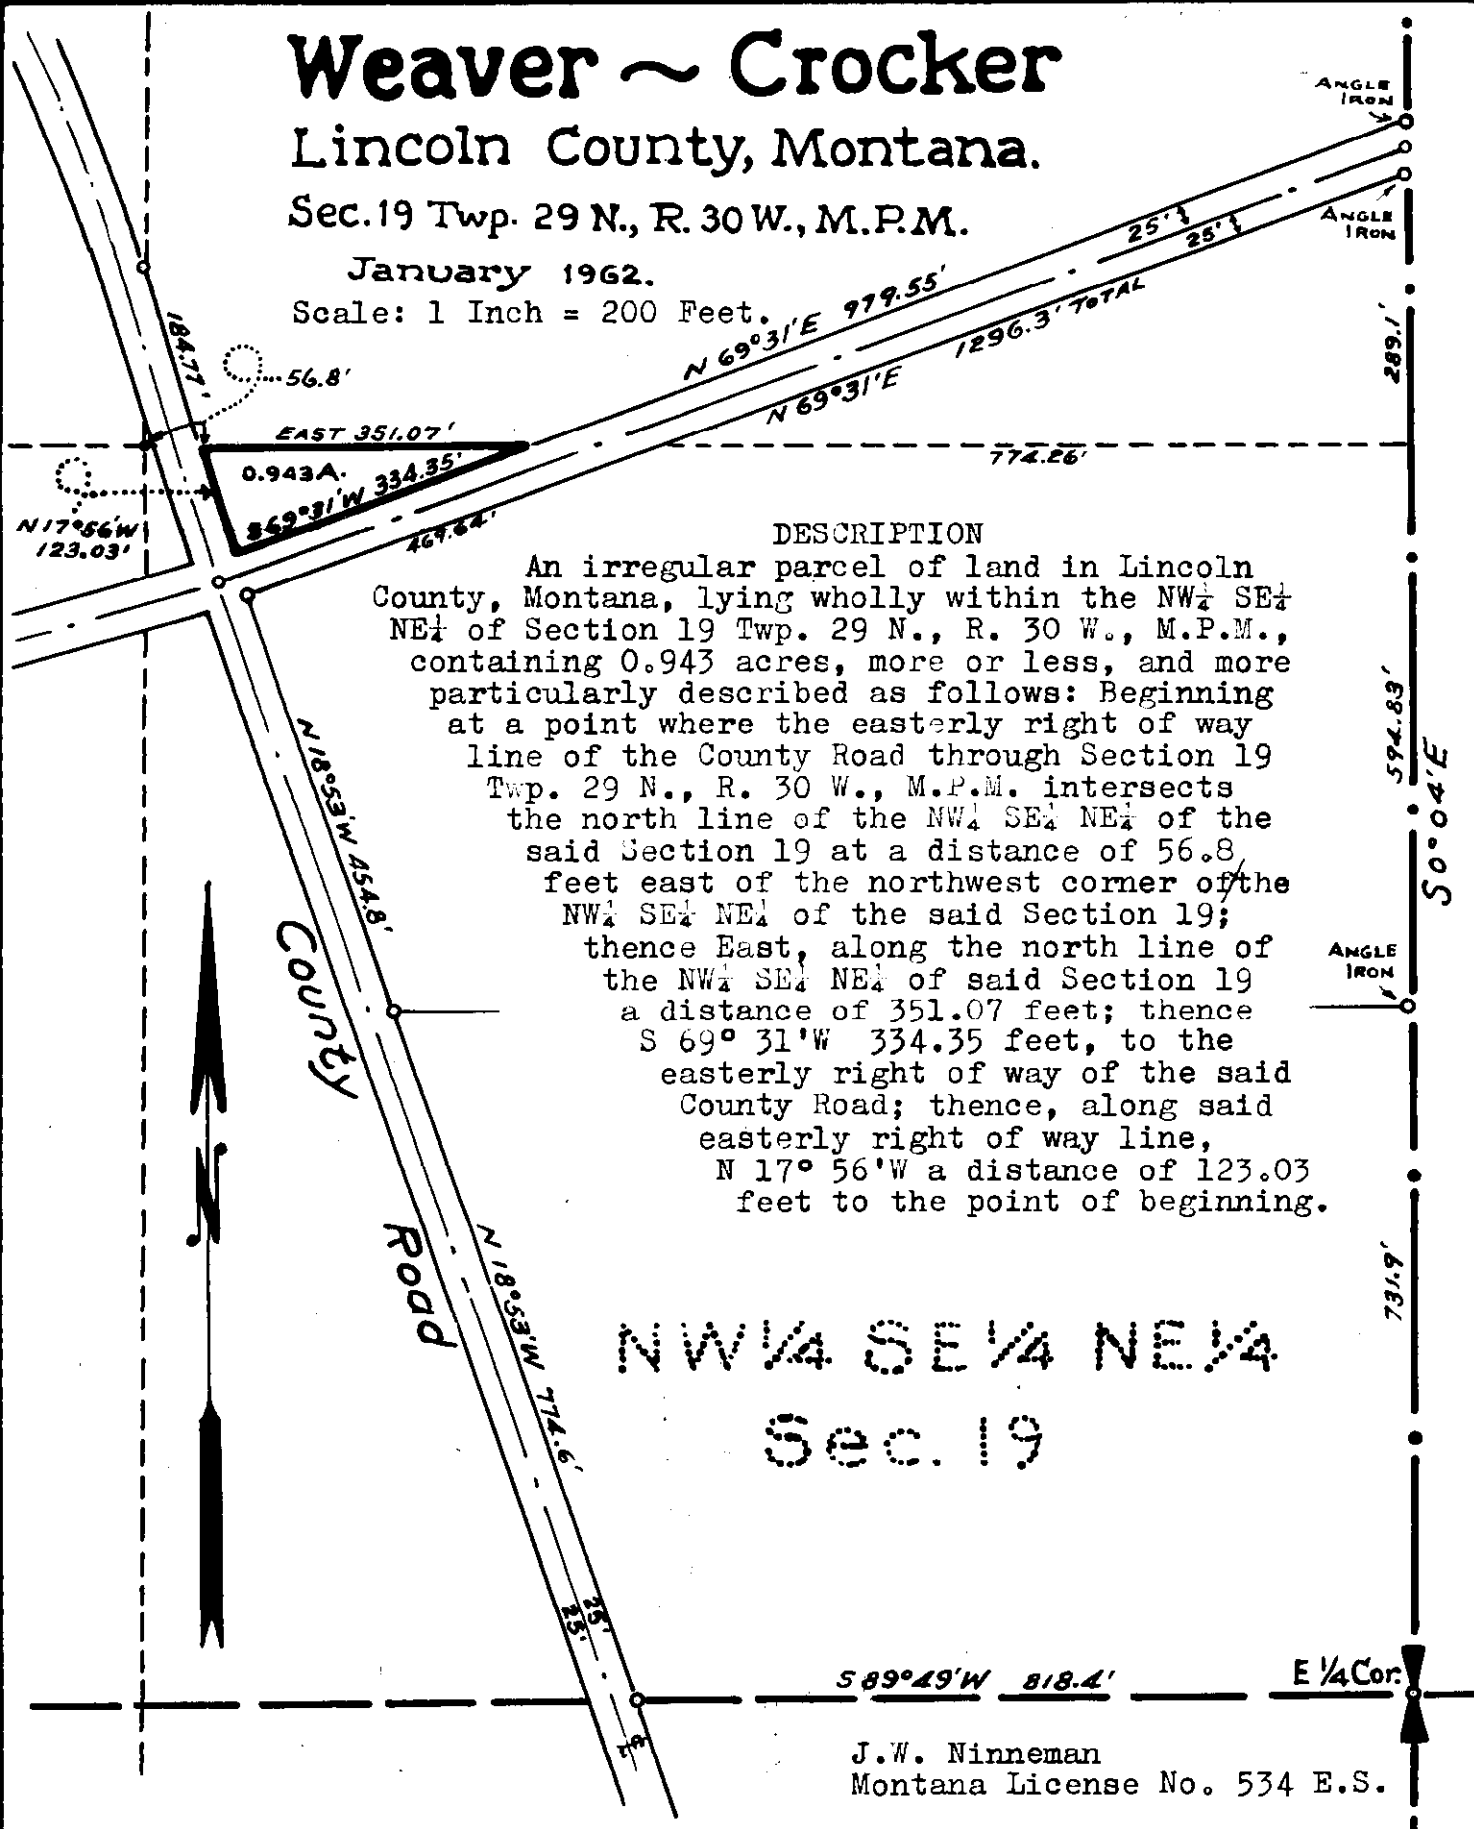 Weaver ~ Crocker
Lincoln County, Montana.
Sec. 19 Twp. 29 N., R. 30 W., M.P.M.
January 1962.
Scale: 1 Inch = 200 Feet.
ANGLE
IRON
ANGLE
IRON
25'
25'
N 69°31'E 979.55'
1296.3' TOTAL
N 69°31'E
289.1'
184.77'
56.8'
EAST 351.07'
774.26'
0.943 A.
S 69°31'W 334.35'
469.64'
N 17°56'W
123.03'
DESCRIPTION
An irregular parcel of land in Lincoln
County, Montana, lying wholly within the NW¼ SE¼
NE¼ of Section 19 Twp. 29 N., R. 30 W., M.P.M.,
containing 0.943 acres, more or less, and more
particularly described as follows: Beginning
at a point where the easterly right of way
line of the County Road through Section 19
Twp. 29 N., R. 30 W., M.P.M. intersects
the north line of the NW¼ SE¼ NE¼ of the
said Section 19 at a distance of 56.8
feet east of the northwest corner of/the
NW¼ SE¼ NE¼ of the said Section 19;
thence East, along the north line of
the NW¼ SE¼ NE¼ of said Section 19
a distance of 351.07 feet; thence
S 69° 31'W 334.35 feet, to the
easterly right of way of the said
County Road; thence, along said
easterly right of way line,
N 17° 56'W a distance of 123.03
feet to the point of beginning.
594.83'
S 0°04'E
N 18°53'W 454.8'
County Road
ANGLE
IRON
N
N 18°53'W 774.6'
731.9'
NW¼ SE¼ NE¼
Sec. 19
25'
25'
S 89°49'W 818.4'
E ¼ Cor.
J.W. Ninneman
Montana License No. 534 E.S.